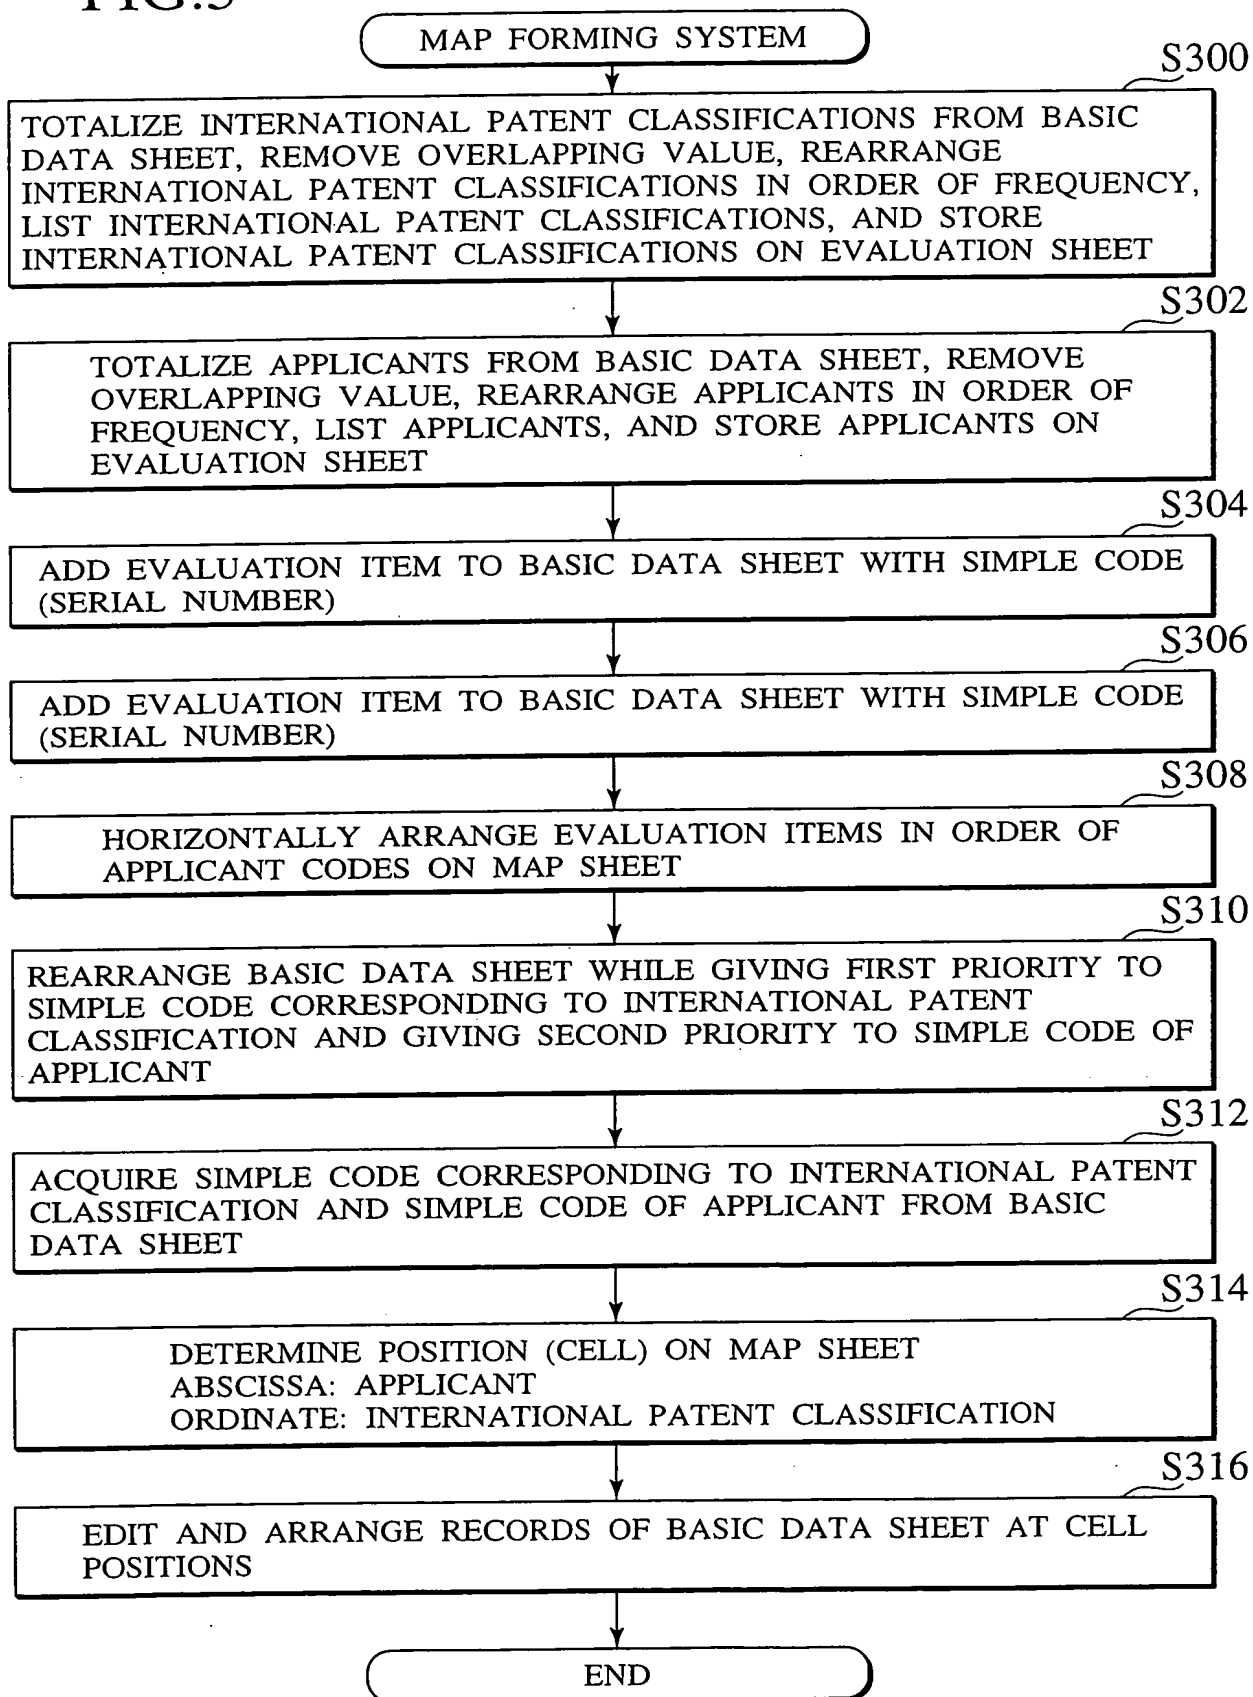 FIG.5
MAP FORMING SYSTEM
S300
TOTALIZE INTERNATIONAL PATENT CLASSIFICATIONS FROM BASIC
DATA SHEET, REMOVE OVERLAPPING VALUE, REARRANGE
INTERNATIONAL PATENT CLASSIFICATIONS IN ORDER OF FREQUENCY,
LIST INTERNATIONAL PATENT CLASSIFICATIONS, AND STORE
INTERNATIONAL PATENT CLASSIFICATIONS ON EVALUATION SHEET
S302
TOTALIZE APPLICANTS FROM BASIC DATA SHEET, REMOVE
OVERLAPPING VALUE, REARRANGE APPLICANTS IN ORDER OF
FREQUENCY, LIST APPLICANTS, AND STORE APPLICANTS ON
EVALUATION SHEET
S304
ADD EVALUATION ITEM TO BASIC DATA SHEET WITH SIMPLE CODE
(SERIAL NUMBER)
S306
ADD EVALUATION ITEM TO BASIC DATA SHEET WITH SIMPLE CODE
(SERIAL NUMBER)
S308
HORIZONTALLY ARRANGE EVALUATION ITEMS IN ORDER OF
APPLICANT CODES ON MAP SHEET
S310
REARRANGE BASIC DATA SHEET WHILE GIVING FIRST PRIORITY TO
SIMPLE CODE CORRESPONDING TO INTERNATIONAL PATENT
CLASSIFICATION AND GIVING SECOND PRIORITY TO SIMPLE CODE OF
APPLICANT
S312
ACQUIRE SIMPLE CODE CORRESPONDING TO INTERNATIONAL PATENT
CLASSIFICATION AND SIMPLE CODE OF APPLICANT FROM BASIC
DATA SHEET
S314
DETERMINE POSITION (CELL) ON MAP SHEET
ABSCISSA: APPLICANT
ORDINATE: INTERNATIONAL PATENT CLASSIFICATION
S316
EDIT AND ARRANGE RECORDS OF BASIC DATA SHEET AT CELL
POSITIONS
END